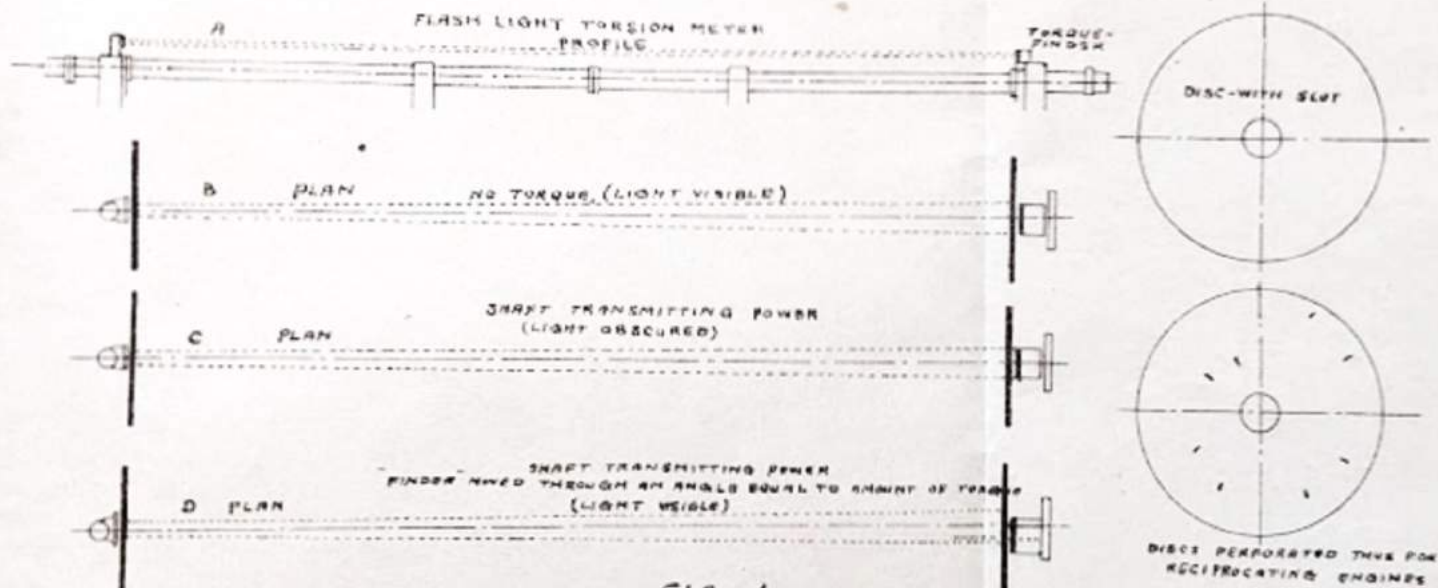 FLASH LIGHT TORSION METER
PROFILE
A
TORQUE-
FINDER
DISC-WITH SLOT
B PLAN NO TORQUE, (LIGHT VISIBLE)
SHAFT TRANSMITTING POWER
(LIGHT OBSCURED)
C PLAN
SHAFT TRANSMITTING POWER
FINDER MOVED THROUGH AN ANGLE EQUAL TO AMOUNT OF TORQUE
(LIGHT VISIBLE)
D PLAN
DISCS PERFORATED THUS FOR
RECIPROCATING ENGINES